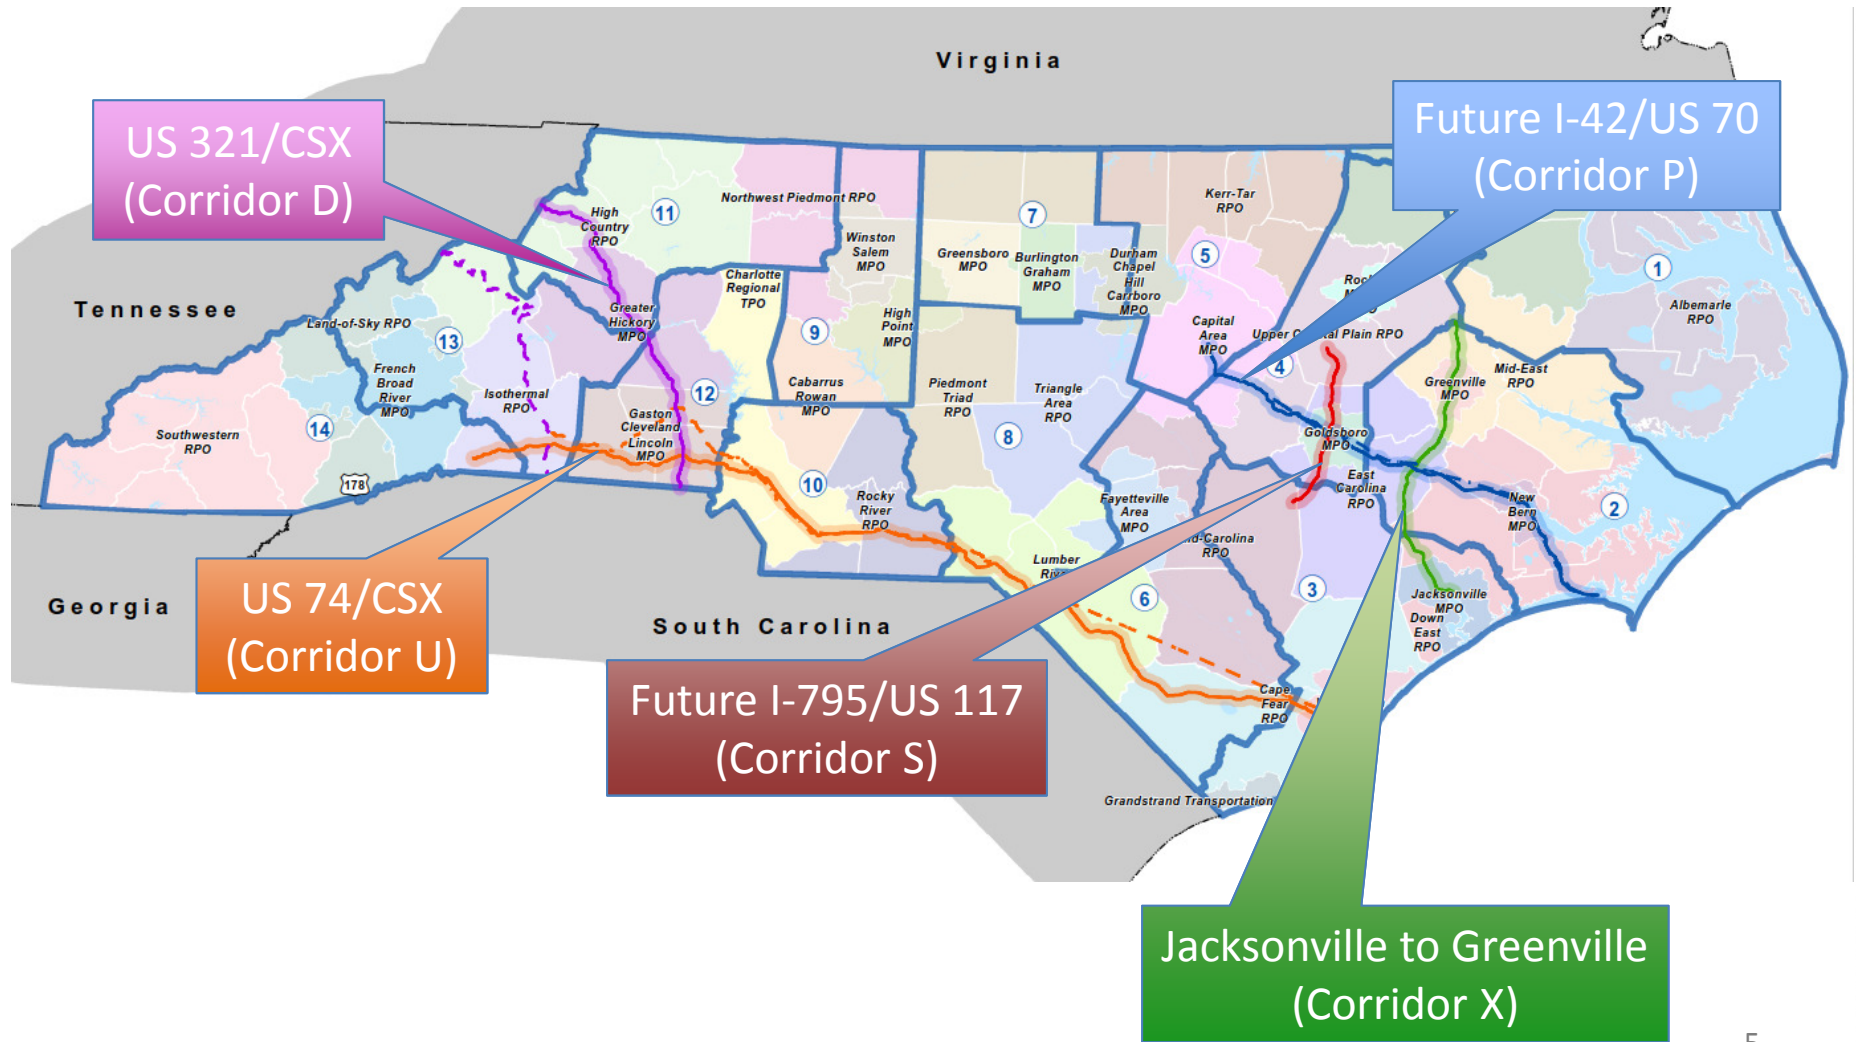 Virginia
US 321/CSX
(Corridor D)
Future I-42/US 70
(Corridor P)
Tennessee
Georgia
South Carolina
High
Country
RPO
11
Northwest Piedmont RPO
Winston
Salem
MPO
7
Greensboro
MPO
Burlington
Graham
MPO
Durham
Chapel
Hill
Carrboro
MPO
Kerr-Tar
RPO
5
1
Albemarle
RPO
Charlotte
Regional
TPO
Greater
Hickory
MPO
Land-of-Sky RPO
13
French
Broad
River
MPO
Isothermal
RPO
12
Gaston
Cleveland
Lincoln
MPO
9
High
Point
MPO
Cabarrus
Rowan
MPO
Piedmont
Triad
RPO
Triangle
Area
RPO
8
Capital
Area
MPO
Upper
Plain RPO
4
Greenville
MPO
Mid-East
RPO
Goldsboro
MPO
East
Carolina
RPO
New
Bern
MPO
2
Southwestern
RPO
14
178
10
Rocky
River
RPO
Fayetteville
Area
MPO
-Carolina
RPO
Lumber
6
3
Jacksonville
MPO
Down
East
RPO
Cape
Fear
RPO
Grandstrand Transportation
US 74/CSX
(Corridor U)
Future I-795/US 117
(Corridor S)
Jacksonville to Greenville
(Corridor X)